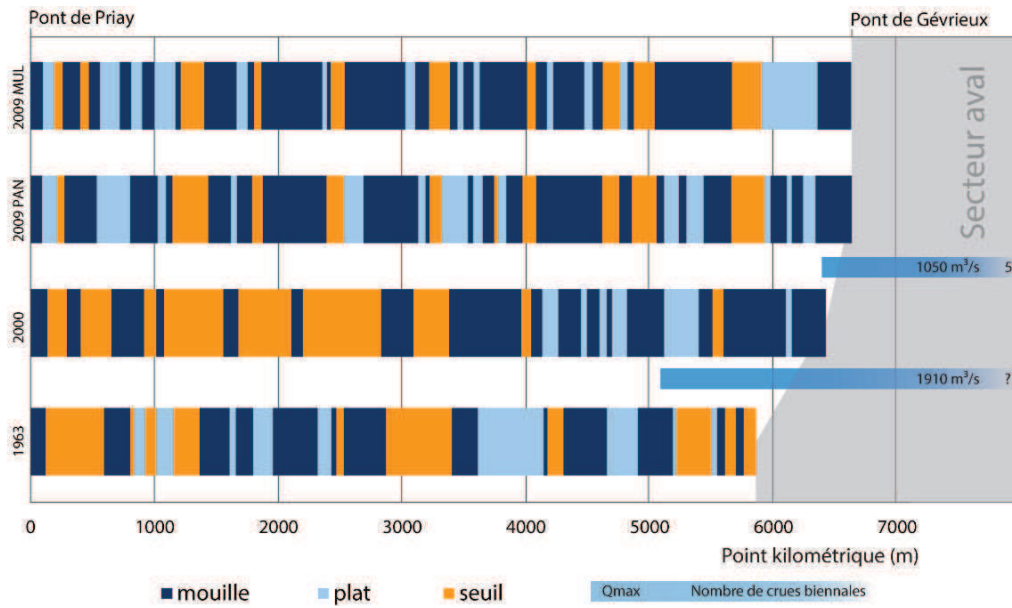 Pont de Priay
Pont de Gévrieux
2009 MUL
2009 PAN
2000
1963
Secteur aval
1050 m³/s 5
1910 m³/s ?
0 1000 2000 3000 4000 5000 6000 7000
Point kilométrique (m)
mouille plat seuil Qmax Nombre de crues biennales